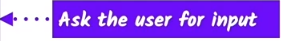 Ask the user for input